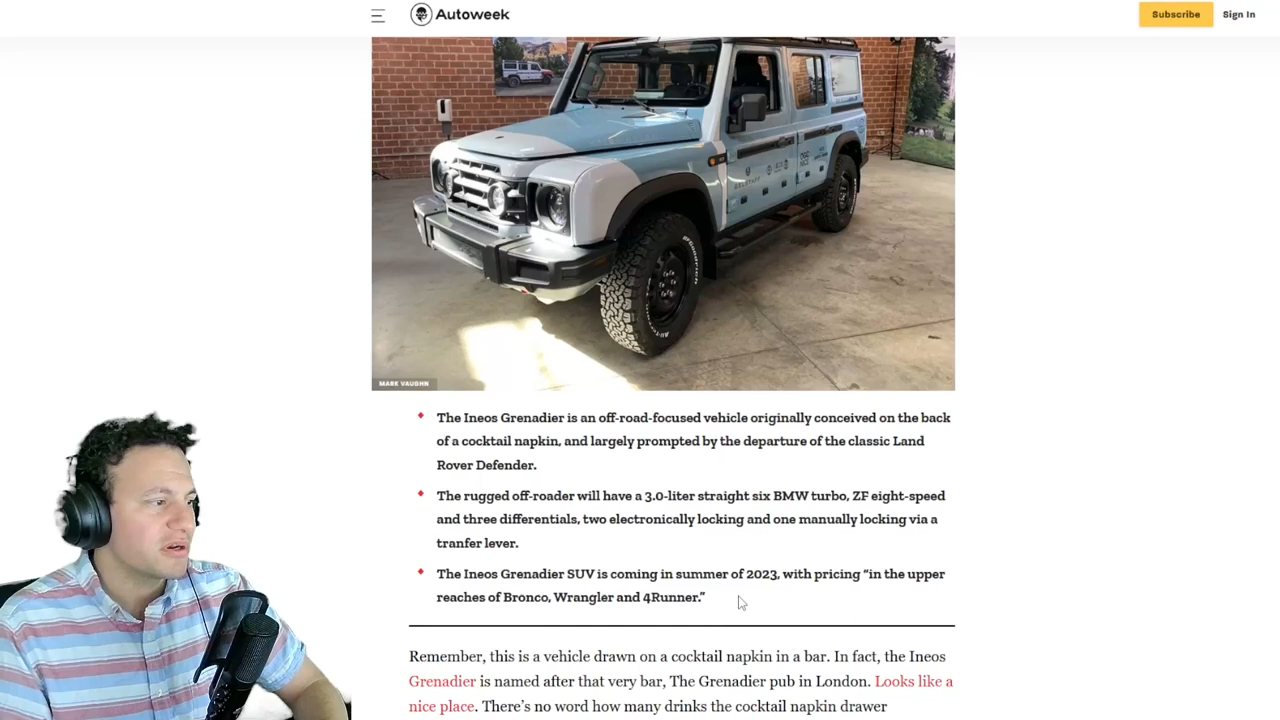 Autoweek
Subscribe
Sign In
BELSTAFF
BFGoodrich
MARK VAUGHN
The Ineos Grenadier is an off-road-focused vehicle originally conceived on the back
of a cocktail napkin, and largely prompted by the departure of the classic Land
Rover Defender.
The rugged off-roader will have a 3.0-liter straight six BMW turbo, ZF eight-speed
and three differentials, two electronically locking and one manually locking via a
tranfer lever.
The Ineos Grenadier SUV is coming in summer of 2023, with pricing “in the upper
reaches of Bronco, Wrangler and 4Runner.”
Remember, this is a vehicle drawn on a cocktail napkin in a bar. In fact, the Ineos
Grenadier is named after that very bar, The Grenadier pub in London. Looks like a
nice place. There’s no word how many drinks the cocktail napkin drawer